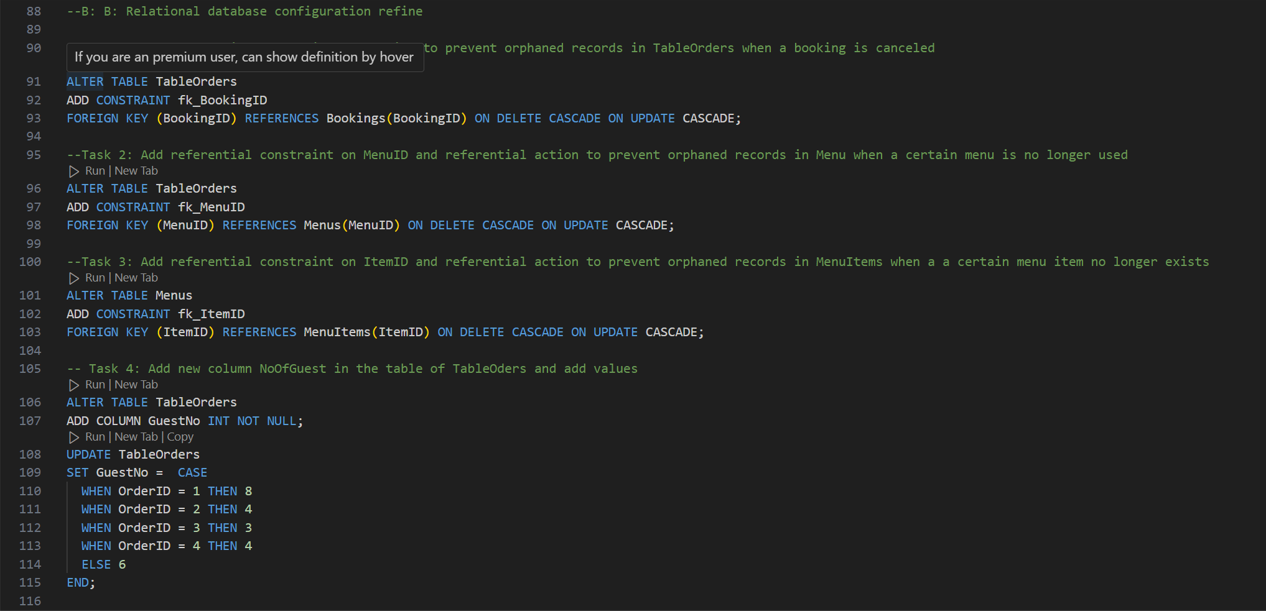 88 --B: B: Relational database configuration refine
89
90 to prevent orphaned records in TableOrders when a booking is canceled
If you are an premium user, can show definition by hover
91 ALTER TABLE TableOrders
92 ADD CONSTRAINT fk_BookingID
93 FOREIGN KEY (BookingID) REFERENCES Bookings(BookingID) ON DELETE CASCADE ON UPDATE CASCADE;
94
95 --Task 2: Add referential constraint on MenuID and referential action to prevent orphaned records in Menu when a certain menu is no longer used
Run | New Tab
96 ALTER TABLE TableOrders
97 ADD CONSTRAINT fk_MenuID
98 FOREIGN KEY (MenuID) REFERENCES Menus(MenuID) ON DELETE CASCADE ON UPDATE CASCADE;
99
100 --Task 3: Add referential constraint on ItemID and referential action to prevent orphaned records in MenuItems when a a certain menu item no longer exists
Run | New Tab
101 ALTER TABLE Menus
102 ADD CONSTRAINT fk_ItemID
103 FOREIGN KEY (ItemID) REFERENCES MenuItems(ItemID) ON DELETE CASCADE ON UPDATE CASCADE;
104
105 -- Task 4: Add new column NoOfGuest in the table of TableOders and add values
Run | New Tab
106 ALTER TABLE TableOrders
107 ADD COLUMN GuestNo INT NOT NULL;
Run | New Tab | Copy
108 UPDATE TableOrders
109 SET GuestNo =  CASE
110 WHEN OrderID = 1 THEN 8
111 WHEN OrderID = 2 THEN 4
112 WHEN OrderID = 3 THEN 3
113 WHEN OrderID = 4 THEN 4
114 ELSE 6
115 END;
116